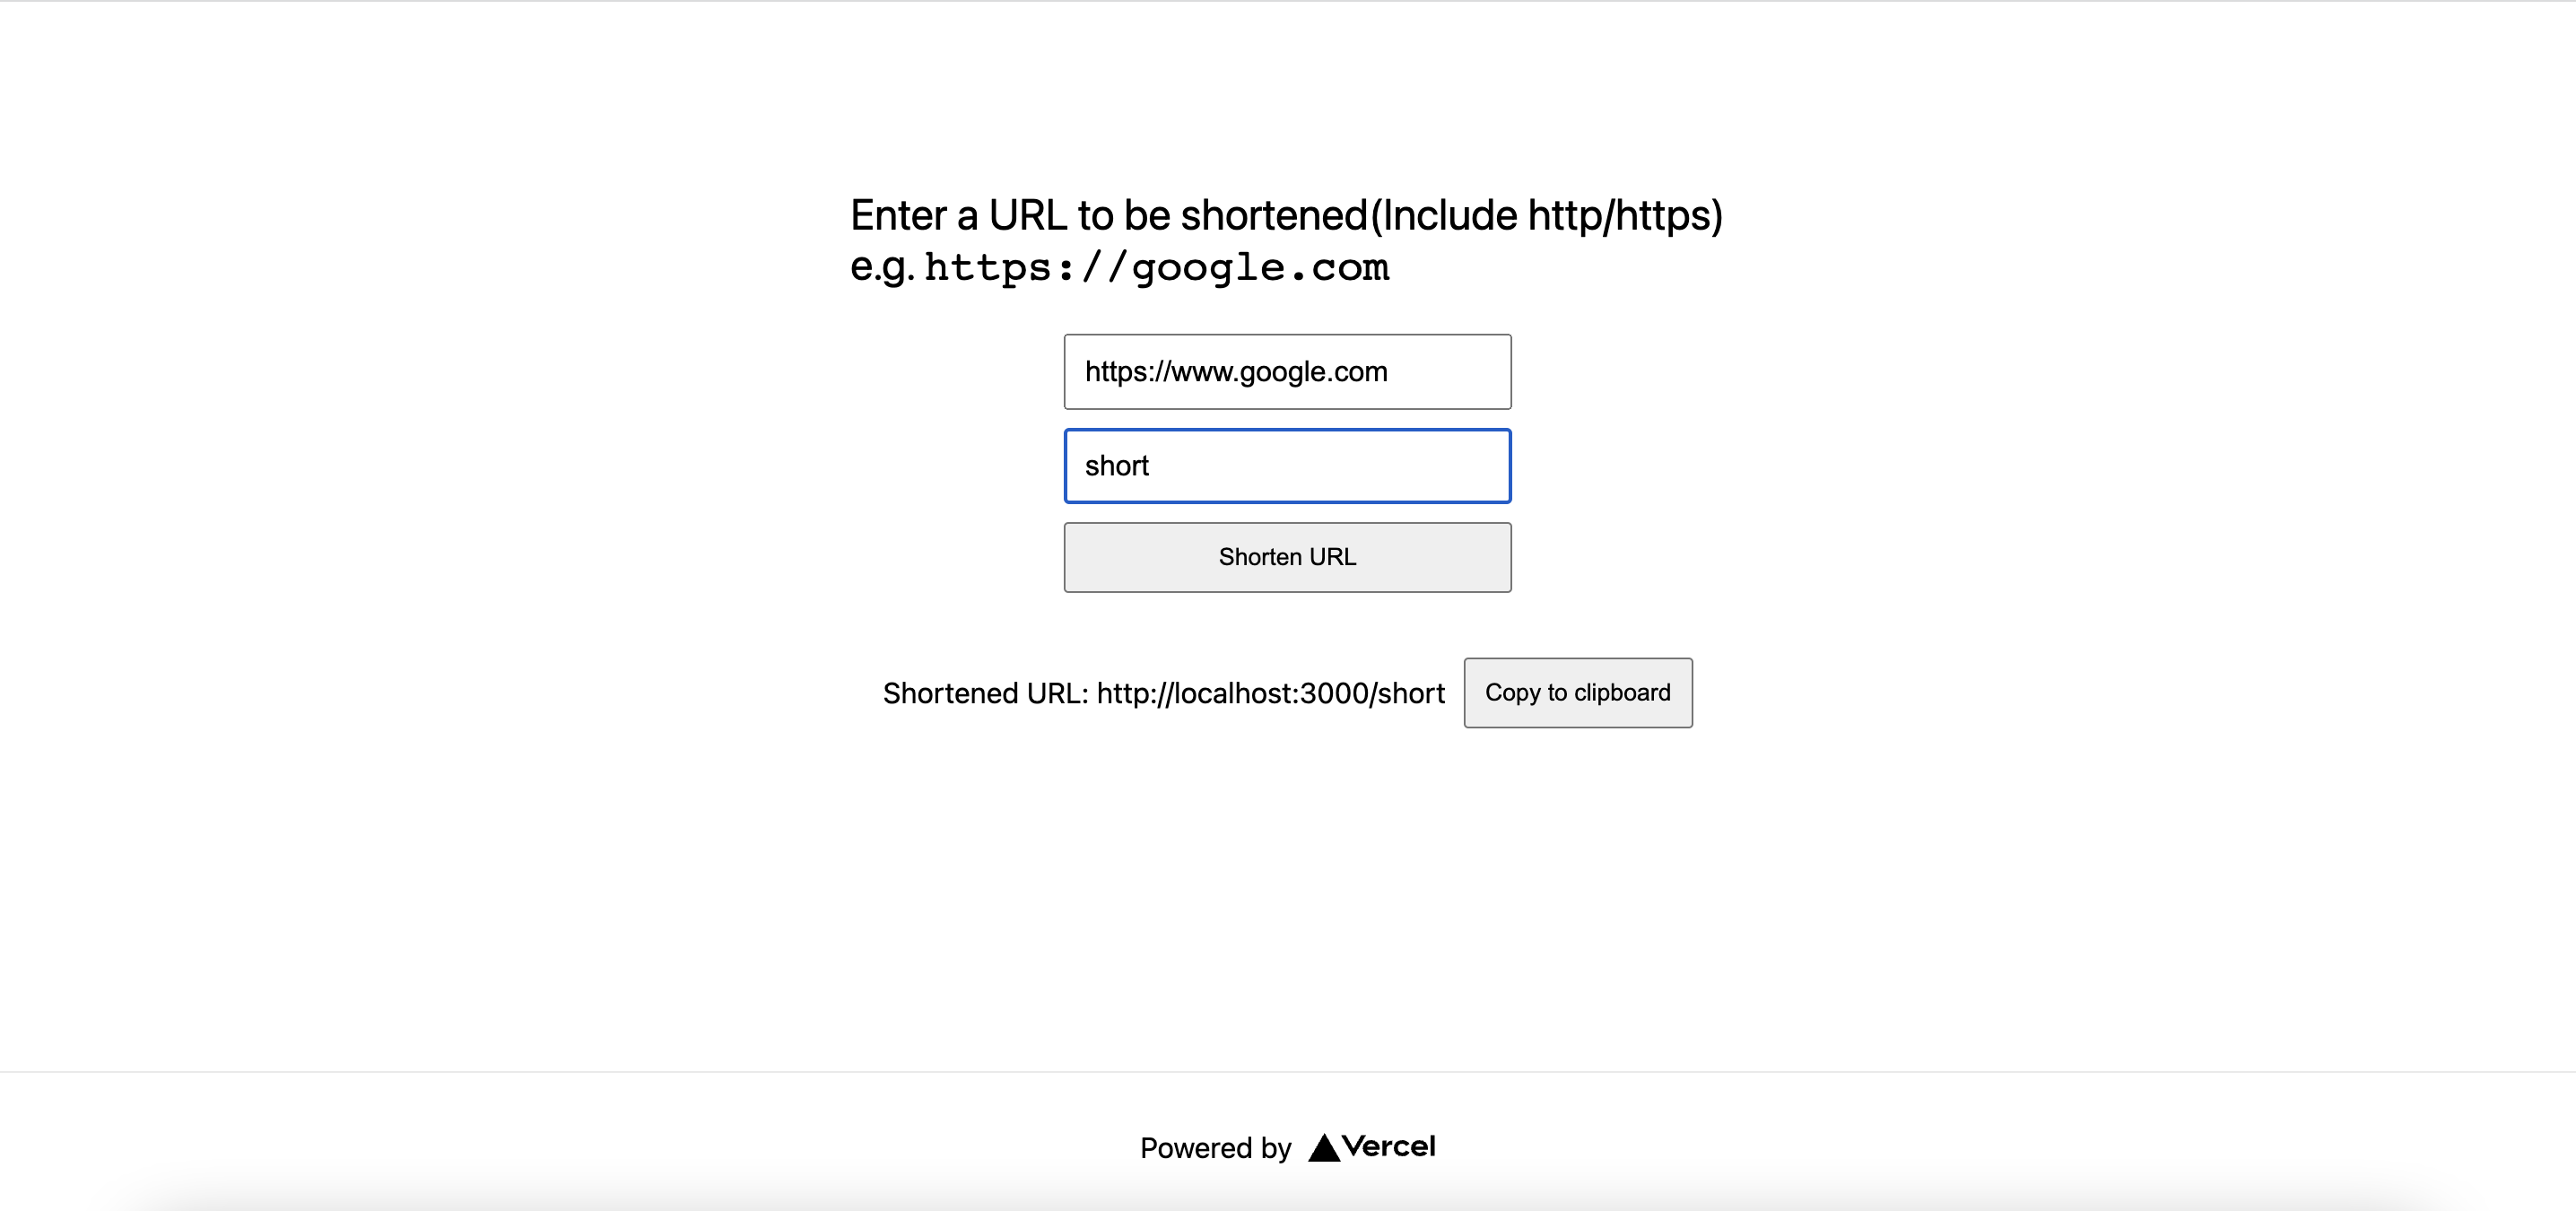 Enter a URL to be shortened(Include http/https)
e.g. https://google.com
https://www.google.com
short
Shorten URL
Shortened URL: http://localhost:3000/short Copy to clipboard
Powered by Vercel